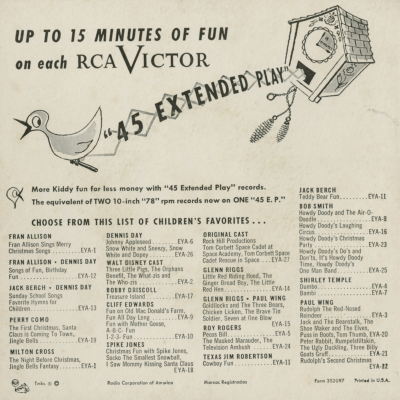 UP TO 15 MINUTES OF FUN
on each RCA VICTOR
"45 EXTENDED PLAY"
More Kiddy fun for less money with "45 Extended Play" records.
The equivalent of TWO 10-inch "78" rpm records now on ONE "45 E. P."
CHOOSE FROM THIS LIST OF CHILDREN'S FAVORITES . . .
FRAN ALLISON
Fran Allison Sings Merry
Christmas Songs EYA-1
FRAN ALLISON · DENNIS DAY
Songs of Fun, Birthday
Fun EYA-12
JACK BERCH · DENNIS DAY
Sunday School Songs
Favorite Hymns for
Children EYA-13
PERRY COMO
The First Christmas, Santa
Claus is Coming to Town,
Jingle Bells EYA-19
MILTON CROSS
The Night Before Christmas,
Jingle Bells Fantasy EYA-8
DENNIS DAY
Johnny Appleseed EYA-6
Snow White and Sneezy, Snow
White and Dopey EYA-26
WALT DISNEY CAST
Three Little Pigs, The Orphans
Benefit, The Wuz-zis and
The Who-zis EYA-2
BOBBY DRISCOLL
Treasure Island EYA-17
CLIFF EDWARDS
Fun on Old Mac Donald's Farm,
Fun All Day Long EYA-9
Fun with Mother Goose,
A-B-C Fun
1-2-3- Fun EYA-10
SPIKE JONES
Christmas Fun with Spike Jones,
Socko The Smallest Snowball,
I Saw Mommy Kissing Santa Claus
EYA-18
ORIGINAL CAST
Rock Hill Productions
Tom Corbett Space Cadet at
Space Academy, Tom Corbett Space
Cadet Rescue in Space EYA-27
GLENN RIGGS
Little Red Riding Hood, The
Ginger Bread Boy, The Little
Red Hen EYA-14
GLENN RIGGS · PAUL WING
Goldilocks and The Three Bears,
Chicken Licken, The Brave Tin
Soldier, Seven at One Blow
EYA-15
ROY ROGERS
Pecos Bill EYA-5
The Masked Marauder, The
Television Ambush EYA-24
TEXAS JIM ROBERTSON
Cowboy Fun EYA-11
JACK BERCH
Teddy Bear Fun EYA-11
BOB SMITH
Howdy Doody and The Air-O-
Doodle EYA-8
Howdy Doody's Laughing
Circus EYA-16
Howdy Doody's Christmas
Party EYA-23
Howdy Doody's Do's and
Don'ts, It's Howdy Doody
Time, Howdy Doody's
One Man Band EYA-25
SHIRLEY TEMPLE
Dumbo EYA-4
Bambi EYA-7
PAUL WING
Rudolph The Red-Nosed
Reindeer EYA-3
Jack and The Beanstalk, The
Shoe Maker and The Elves,
Puss in Boots, Tom Thumb EYA-20
Peter Rabbit, Rumpelstiltskin,
The Ugly Duckling, Three Billy
Goats Gruff EYA-21
Rudolph's Second Christmas
EYA-22
Tmks. ®
Radio Corporation of America
Marcas Registradas
Form 3S2097
Printed in U.S.A.